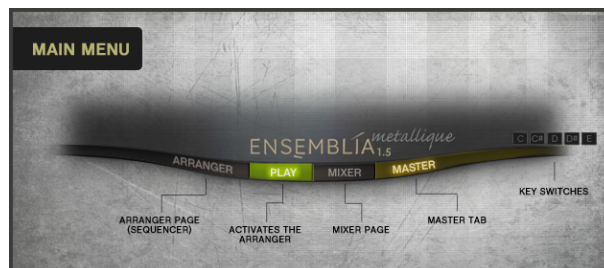 MAIN MENU
ENSEMBLÍA metallique
1.5
C C# D D# E
ARRANGER PLAY MIXER MASTER
KEY SWITCHES
ARRANGER PAGE
(SEQUENCER)
ACTIVATES THE
ARRANGER
MIXER PAGE
MASTER TAB